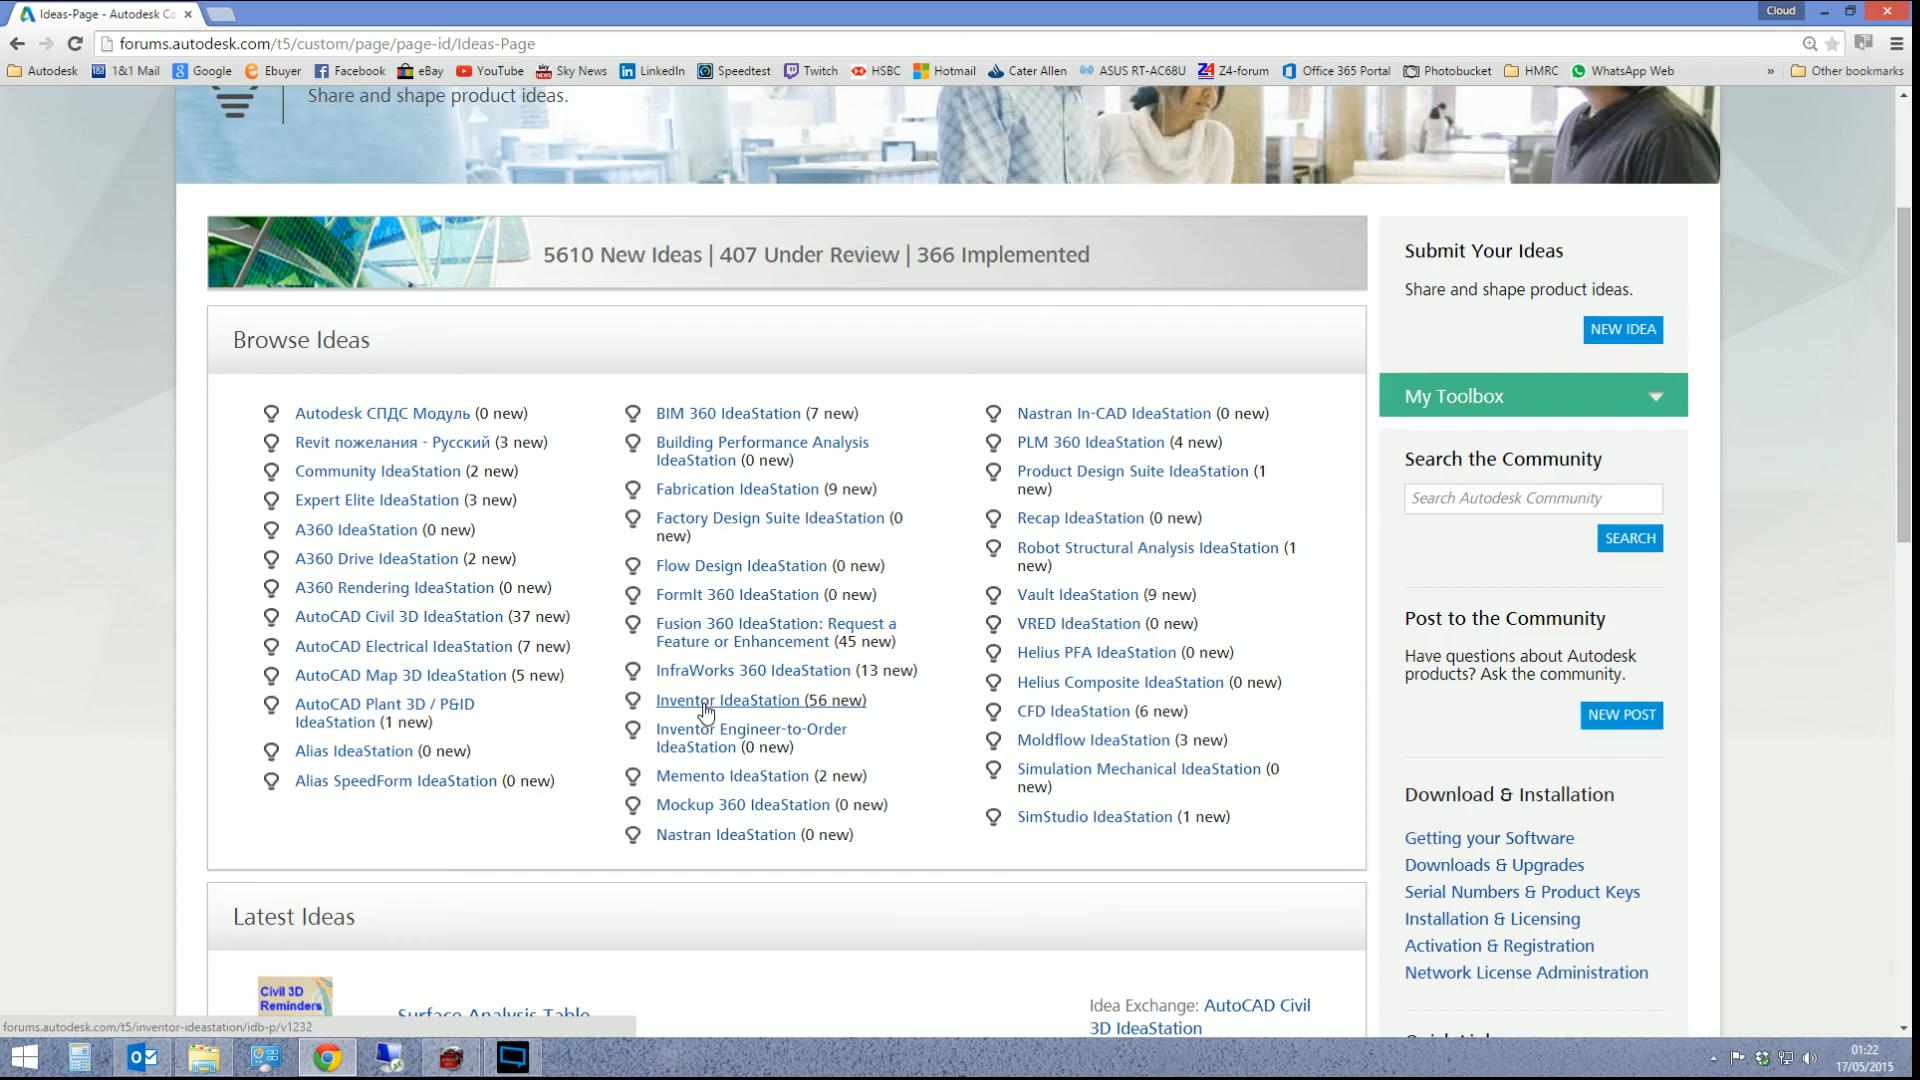 Ideas-Page - Autodesk Co
Cloud
forums.autodesk.com/t5/custom/page/page-id/Ideas-Page
Autodesk 1&1 Mail Google Ebuyer Facebook eBay YouTube Sky News LinkedIn Speedtest Twitch HSBC Hotmail Cater Allen ASUS RT-AC68U Z4-forum Office 365 Portal Photobucket HMRC WhatsApp Web » Other bookmarks
Share and shape product ideas.
5610 New Ideas | 407 Under Review | 366 Implemented
Browse Ideas
Autodesk СПДС Модуль (0 new)
Revit пожелания - Русский (3 new)
Community IdeaStation (2 new)
Expert Elite IdeaStation (3 new)
A360 IdeaStation (0 new)
A360 Drive IdeaStation (2 new)
A360 Rendering IdeaStation (0 new)
AutoCAD Civil 3D IdeaStation (37 new)
AutoCAD Electrical IdeaStation (7 new)
AutoCAD Map 3D IdeaStation (5 new)
AutoCAD Plant 3D / P&ID
IdeaStation (1 new)
Alias IdeaStation (0 new)
Alias SpeedForm IdeaStation (0 new)
BIM 360 IdeaStation (7 new)
Building Performance Analysis
IdeaStation (0 new)
Fabrication IdeaStation (9 new)
Factory Design Suite IdeaStation (0
new)
Flow Design IdeaStation (0 new)
FormIt 360 IdeaStation (0 new)
Fusion 360 IdeaStation: Request a
Feature or Enhancement (45 new)
InfraWorks 360 IdeaStation (13 new)
Inventor IdeaStation (56 new)
Inventor Engineer-to-Order
IdeaStation (0 new)
Memento IdeaStation (2 new)
Mockup 360 IdeaStation (0 new)
Nastran IdeaStation (0 new)
Nastran In-CAD IdeaStation (0 new)
PLM 360 IdeaStation (4 new)
Product Design Suite IdeaStation (1
new)
Recap IdeaStation (0 new)
Robot Structural Analysis IdeaStation (1
new)
Vault IdeaStation (9 new)
VRED IdeaStation (0 new)
Helius PFA IdeaStation (0 new)
Helius Composite IdeaStation (0 new)
CFD IdeaStation (6 new)
Moldflow IdeaStation (3 new)
Simulation Mechanical IdeaStation (0
new)
SimStudio IdeaStation (1 new)
Latest Ideas
Civil 3D
Reminders
Surface Analysis Table
Idea Exchange: AutoCAD Civil
3D IdeaStation
Submit Your Ideas
Share and shape product ideas.
NEW IDEA
My Toolbox
Search the Community
Search Autodesk Community
SEARCH
Post to the Community
Have questions about Autodesk
products? Ask the community.
NEW POST
Download & Installation
Getting your Software
Downloads & Upgrades
Serial Numbers & Product Keys
Installation & Licensing
Activation & Registration
Network License Administration
forums.autodesk.com/t5/inventor-ideastation/idb-p/v1232
01:22
17/05/2015